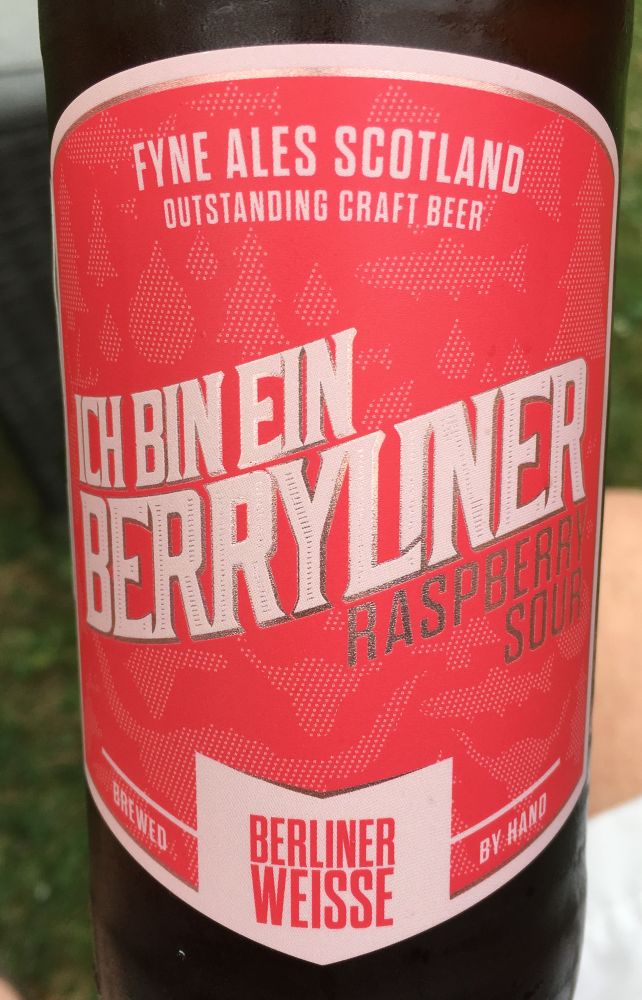 FYNE ALES SCOTLAND
OUTSTANDING CRAFT BEER
ICH BIN EIN
BERRYLINER
RASPBERRY
SOUR
BREWED
BY HAND
BERLINER
WEISSE